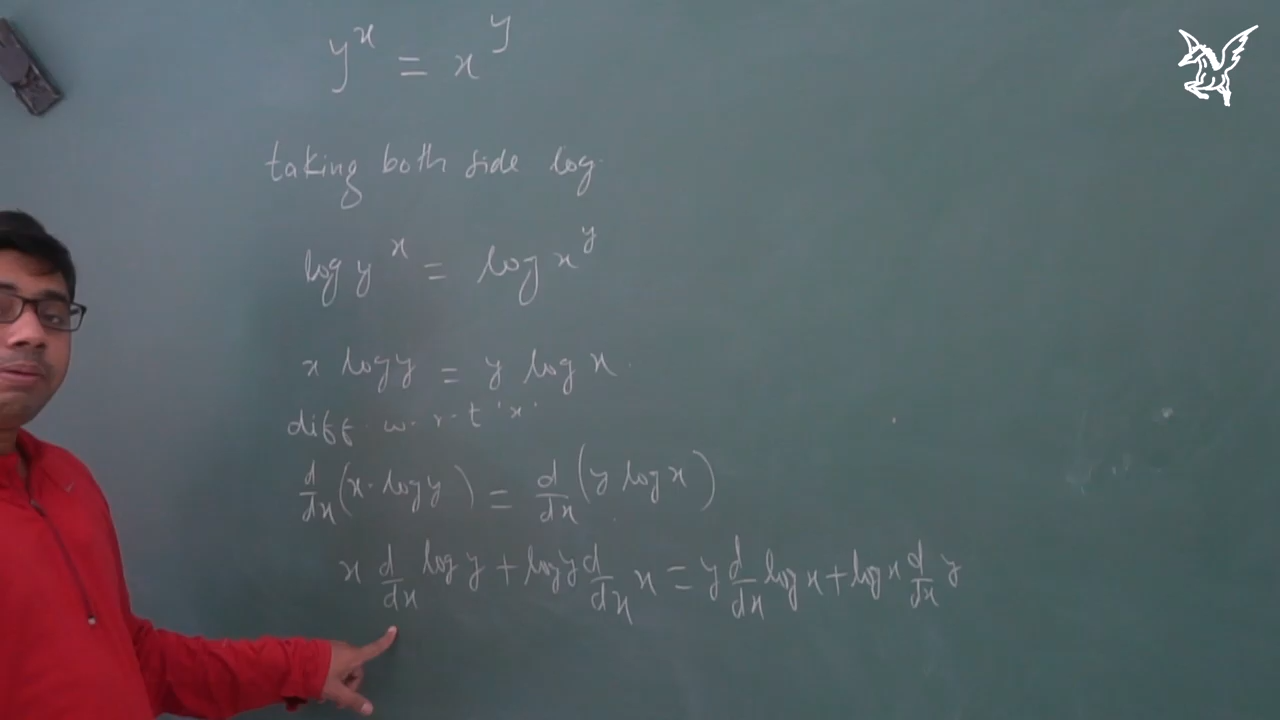 y^x = x^y
taking both side log.
log y^x = log x^y
x log y = y log x.
diff. w.r.t 'x'
d/dx (x · log y) = d/dx (y log x)
x d/dx log y + log y d/dx x = y d/dx log x + log x d/dx y